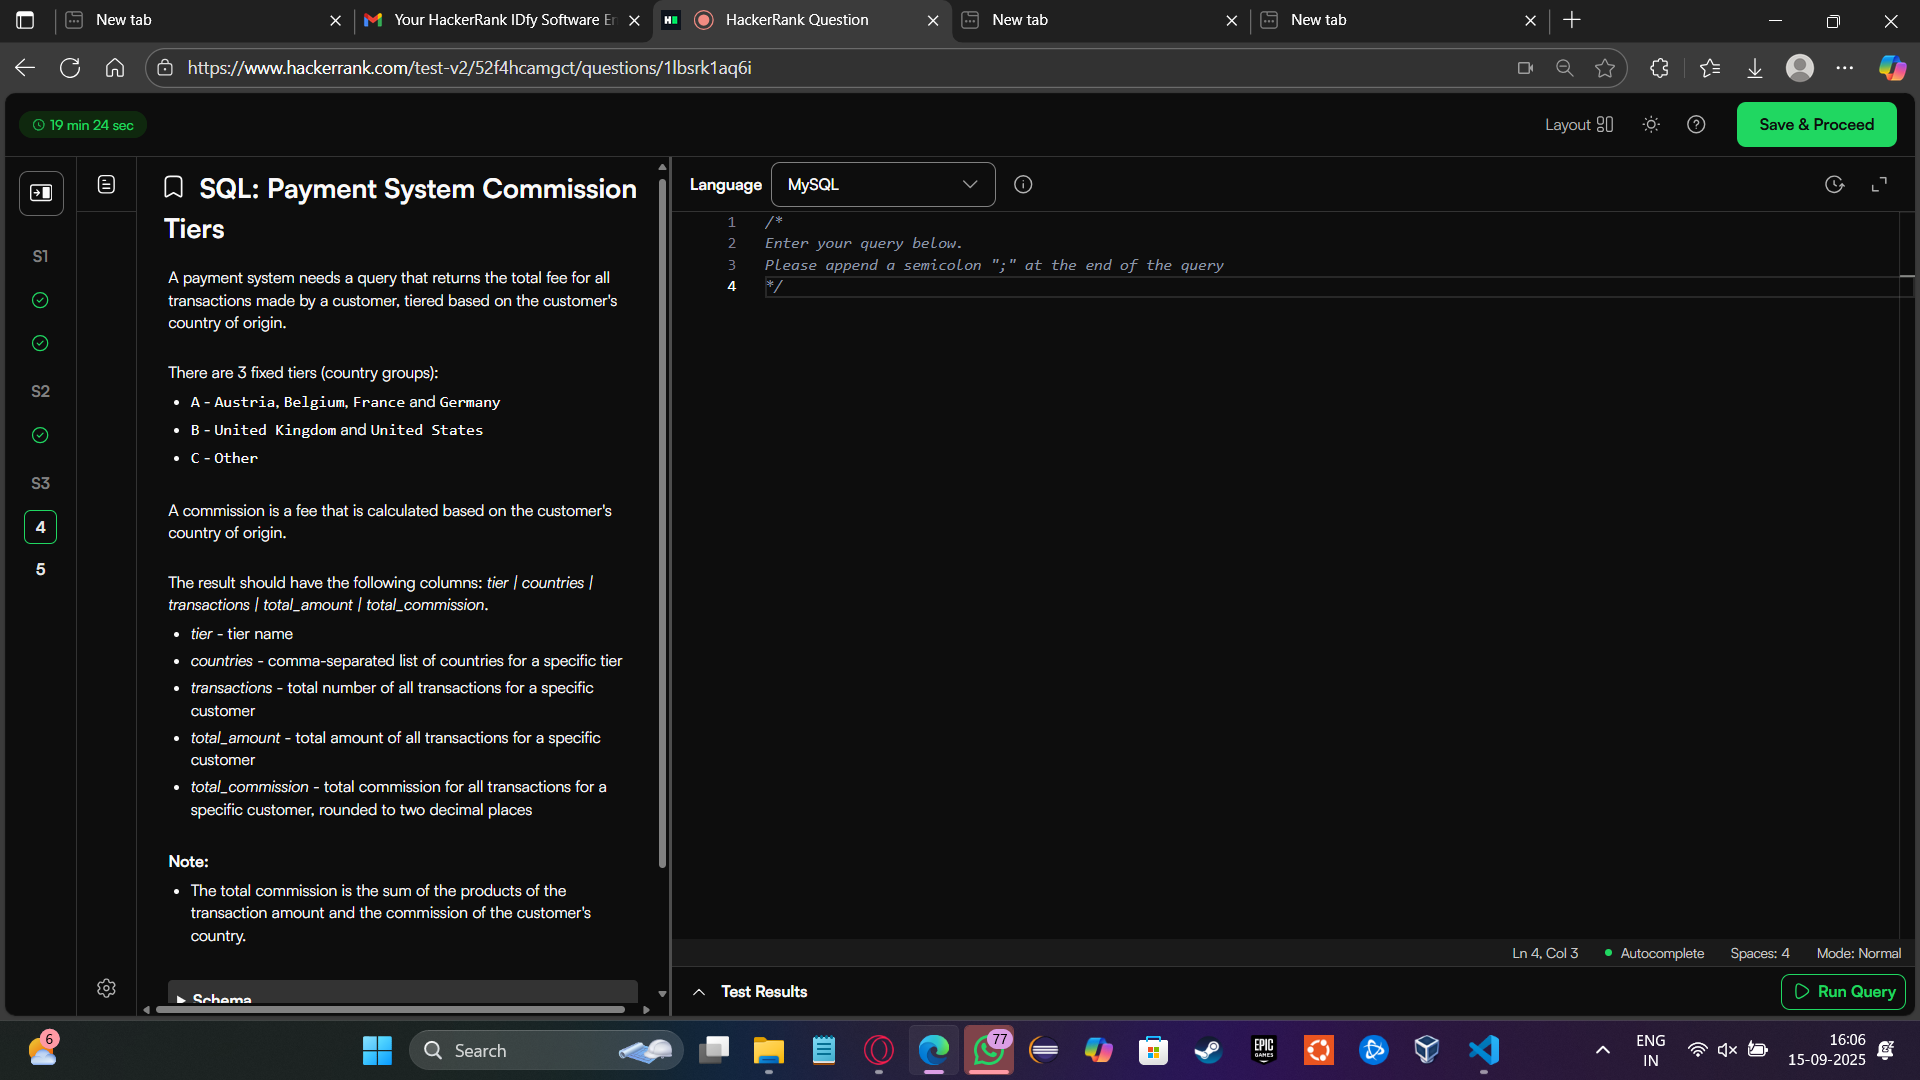 New tab
Your HackerRank IDfy Software En
HackerRank Question
New tab
New tab
https://www.hackerrank.com/test-v2/52f4hcamgct/questions/1lbsrk1aq6i
19 min 24 sec
Layout
Save & Proceed
S1
S2
S3
4
5
SQL: Payment System Commission
Tiers
A payment system needs a query that returns the total fee for all
transactions made by a customer, tiered based on the customer's
country of origin.
There are 3 fixed tiers (country groups):
• A - Austria, Belgium, France and Germany
• B - United Kingdom and United States
• C - Other
A commission is a fee that is calculated based on the customer's
country of origin.
The result should have the following columns: tier | countries |
transactions | total_amount | total_commission.
• tier - tier name
• countries - comma-separated list of countries for a specific tier
• transactions - total number of all transactions for a specific
customer
• total_amount - total amount of all transactions for a specific
customer
• total_commission - total commission for all transactions for a
specific customer, rounded to two decimal places
Note:
• The total commission is the sum of the products of the
transaction amount and the commission of the customer's
country.
Schema
Language
MySQL
1 /*
2 Enter your query below.
3 Please append a semicolon ";" at the end of the query
4 */
Ln 4, Col 3
Autocomplete
Spaces: 4
Mode: Normal
Test Results
Run Query
6
Search
77
EPIC
GAMES
ENG
IN
16:06
15-09-2025